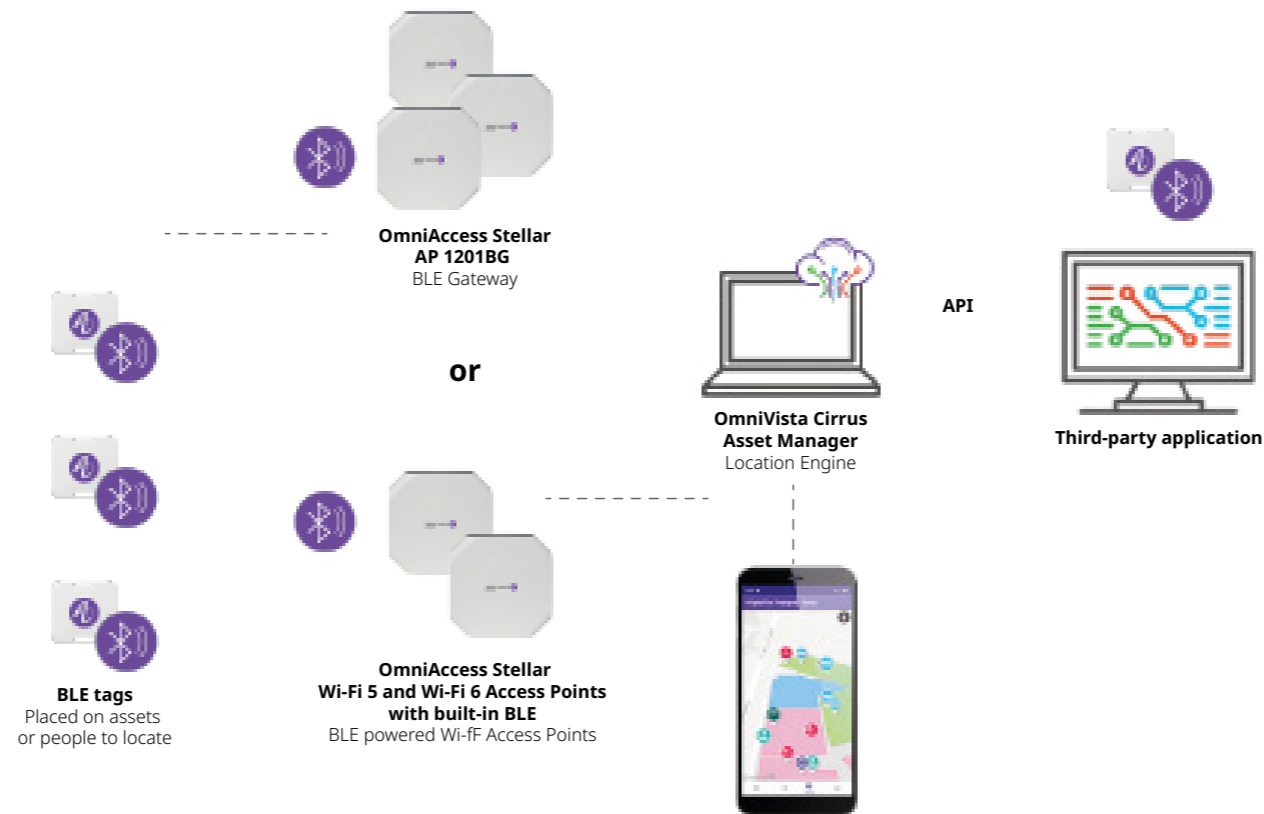 OmniAccess Stellar
AP 1201BG
BLE Gateway
or
BLE tags
Placed on assets
or people to locate
OmniAccess Stellar
Wi-Fi 5 and Wi-Fi 6 Access Points
with built-in BLE
BLE powered Wi-fF Access Points
OmniVista Cirrus
Asset Manager
Location Engine
API
Third-party application